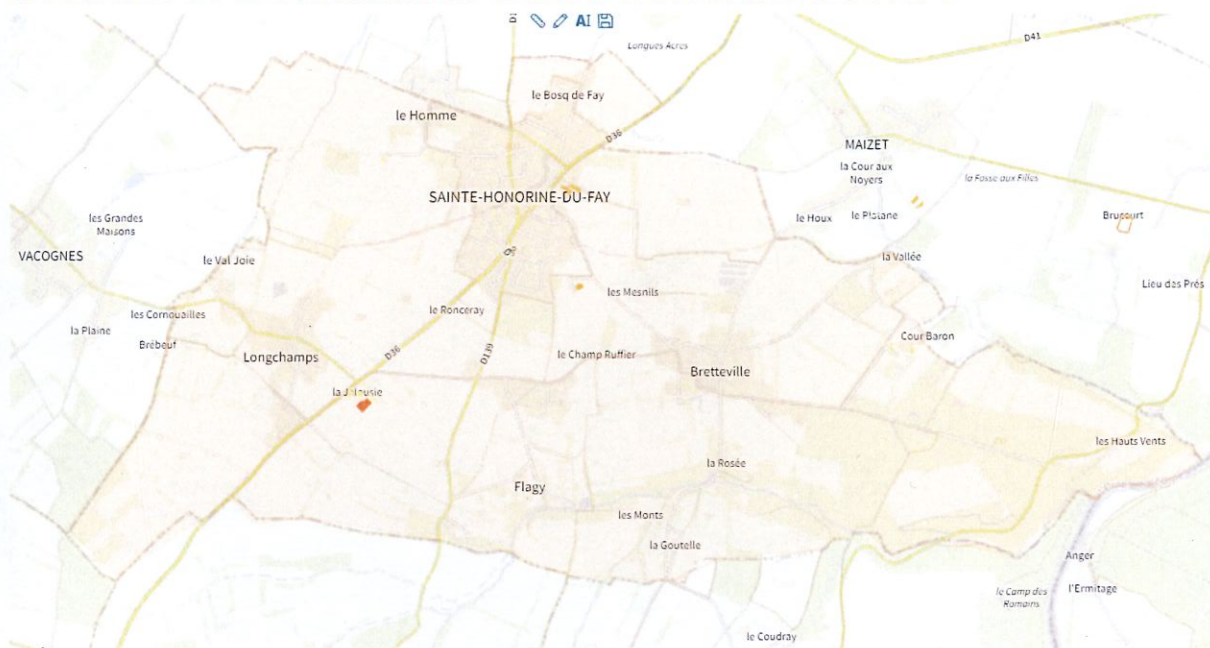 D1
AI
Longues Acres
D41
le Bosq de Fay
le Homme
D36
MAIZET
la Cour aux
Noyers
la Fosse aux Filles
SAINTE-HONORINE-DU-FAY
les Grandes
Maisons
le Houx
le Platane
Brucourt
VACOGNES
le Val Joie
la Vallée
les Mesnils
Lieu des Prés
les Cornouailles
le Ronceray
la Plaine
Brébeuf
Cour Baron
Longchamps
D36
D139
le Champ Ruffier
Bretteville
la Jalousie
les Hauts Vents
la Rosée
Flagy
les Monts
la Goutelle
Anger
le Camp des
Romains
l'Ermitage
le Coudray